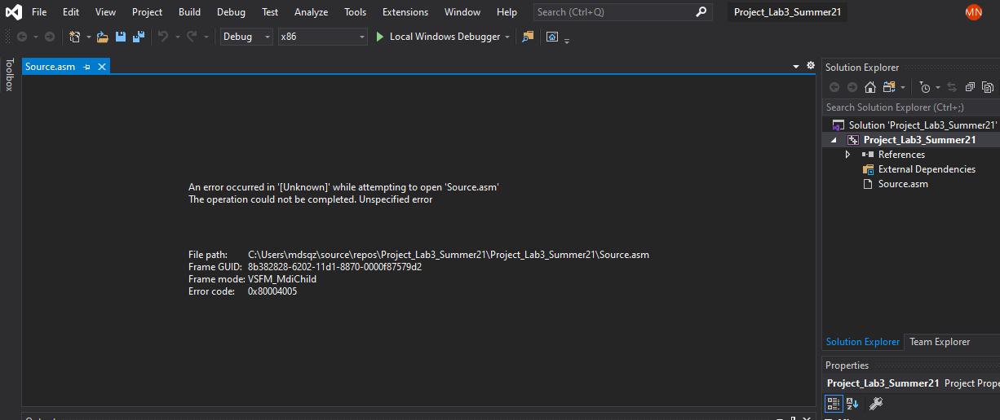 File Edit View Project Build Debug Test Analyze Tools Extensions Window Help Search (Ctrl+Q) Project_Lab3_Summer21 MN
Debug x86 Local Windows Debugger
Toolbox
Source.asm
An error occurred in '[Unknown]' while attempting to open 'Source.asm'
The operation could not be completed. Unspecified error
File path: C:\Users\mdsqz\source\repos\Project_Lab3_Summer21\Project_Lab3_Summer21\Source.asm
Frame GUID: 8b382828-6202-11d1-8870-0000f87579d2
Frame mode: VSFM_MdiChild
Error code: 0x80004005
Solution Explorer
Search Solution Explorer (Ctrl+;)
Solution 'Project_Lab3_Summer21'
Project_Lab3_Summer21
References
External Dependencies
Source.asm
Solution Explorer Team Explorer
Properties
Project_Lab3_Summer21 Project Prope